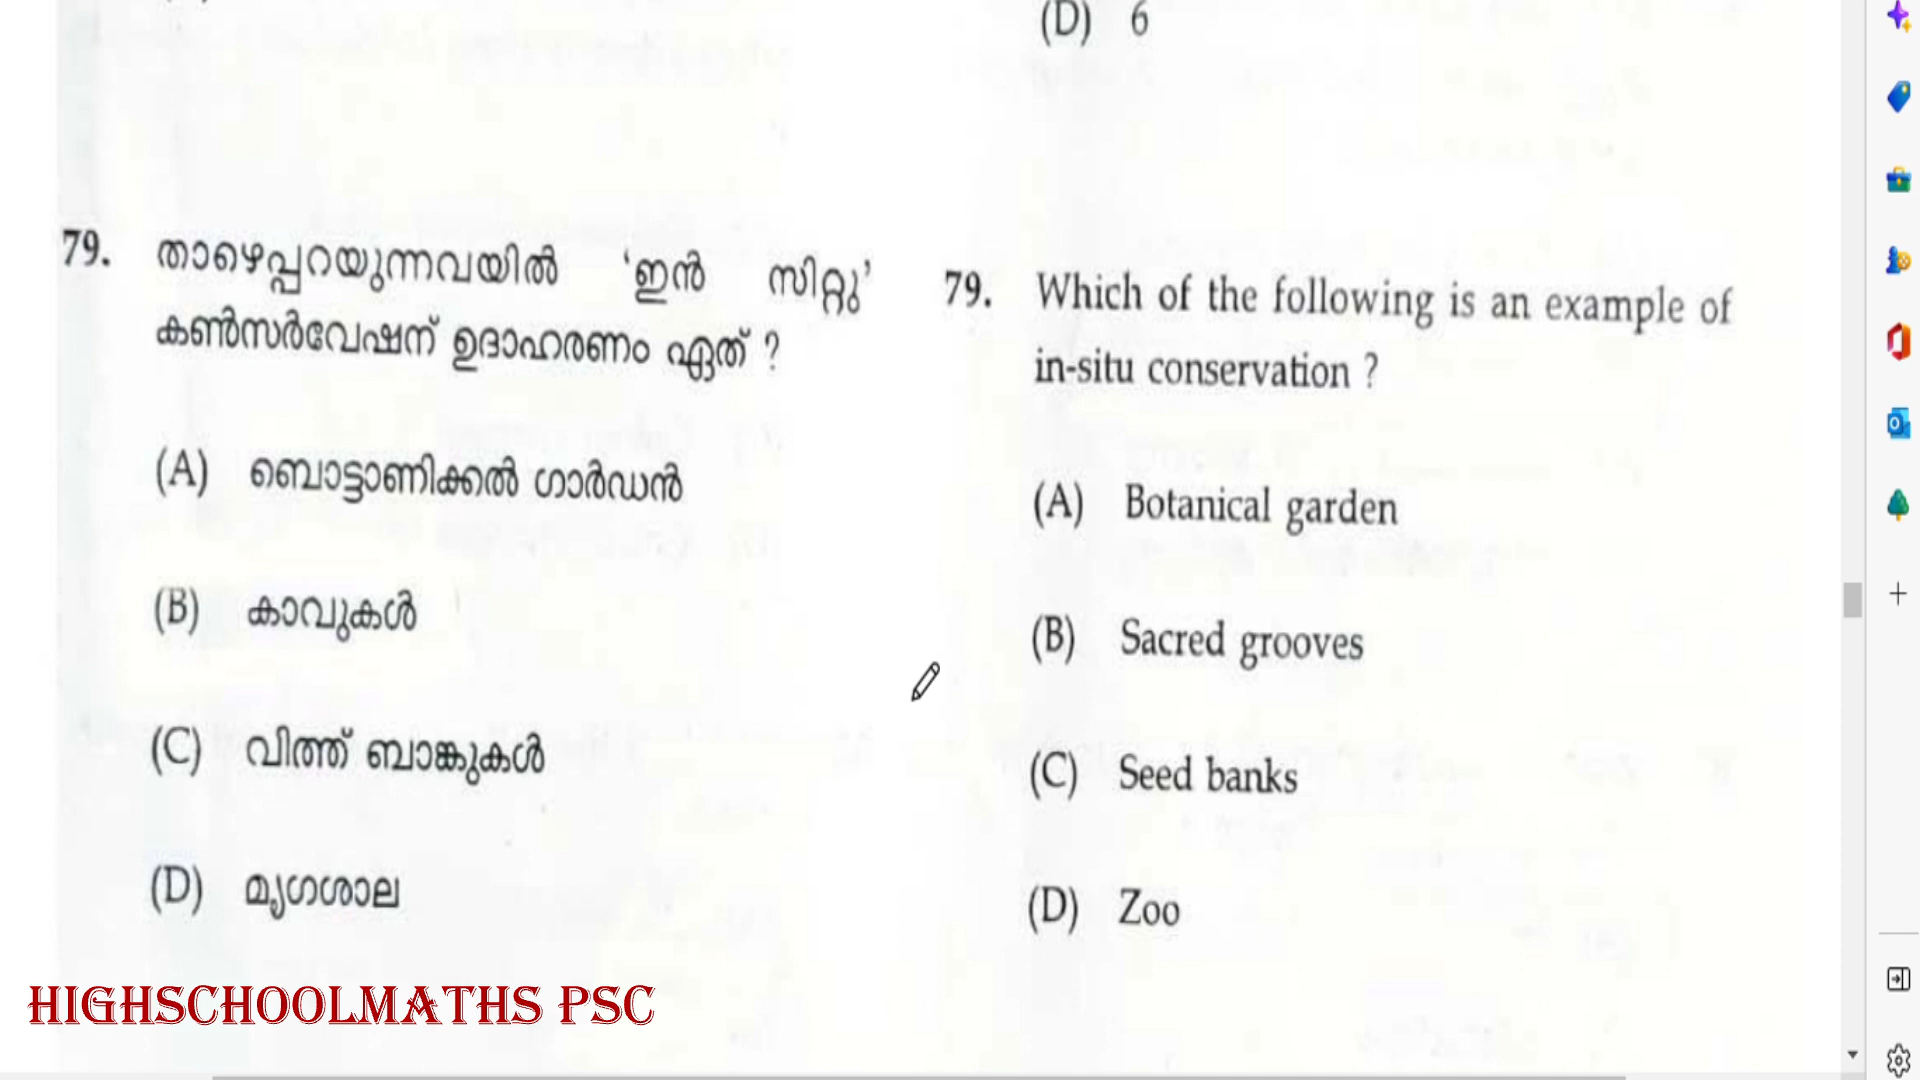 (D) 6
79. താഴെപ്പറയുന്നവയിൽ ‘ഇൻ സിറ്റു’
കൺസർവേഷന് ഉദാഹരണം ഏത് ?
(A) ബൊട്ടാണിക്കൽ ഗാർഡൻ
(B) കാവുകൾ
(C) വിത്ത് ബാങ്കുകൾ
(D) മൃഗശാല
79. Which of the following is an example of
in-situ conservation ?
(A) Botanical garden
(B) Sacred grooves
(C) Seed banks
(D) Zoo
HIGHSCHOOLMATHS PSC